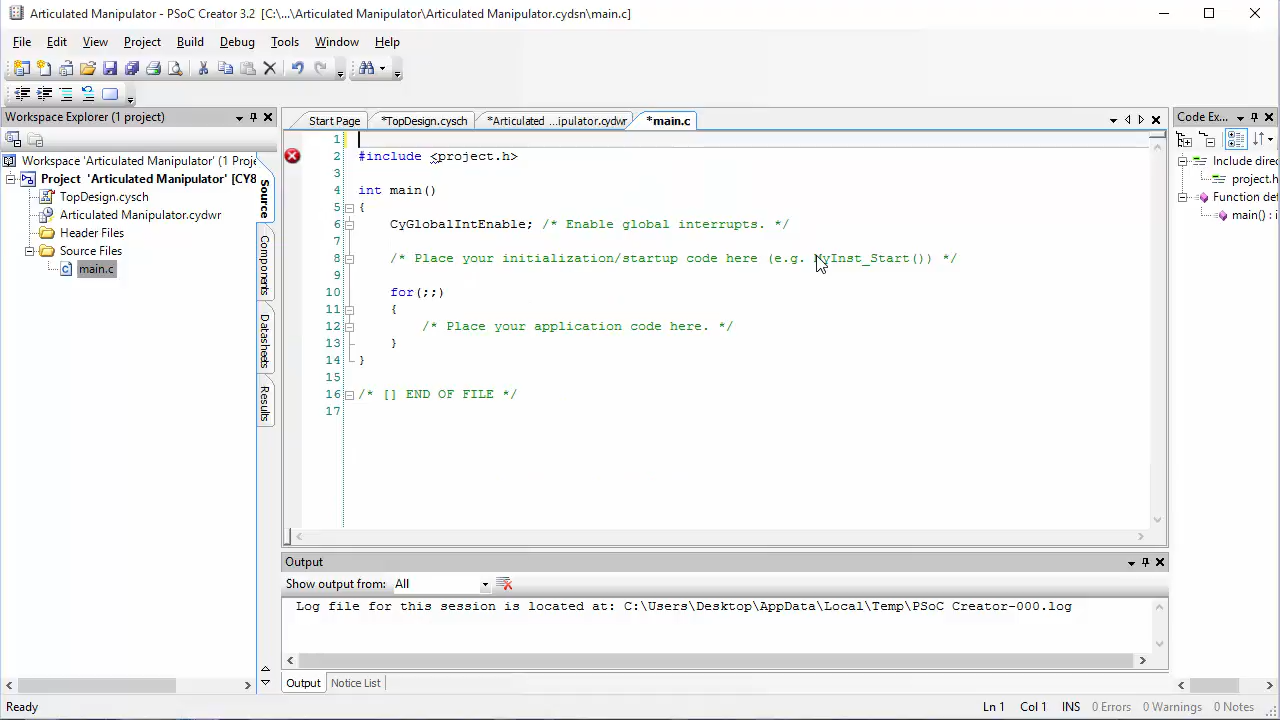 Articulated Manipulator - PSoC Creator 3.2 [C:\...\Articulated Manipulator\Articulated Manipulator.cydsn\main.c]
File Edit View Project Build Debug Tools Window Help
Workspace Explorer (1 project)
Workspace 'Articulated Manipulator' (1 Proje
Project 'Articulated Manipulator' [CY8
TopDesign.cysch
Articulated Manipulator.cydwr
Header Files
Source Files
main.c
Source
Components
Datasheets
Results
Start Page *TopDesign.cysch *Articulated ...ipulator.cydwr *main.c
1
2 #include <project.h>
3
4 int main()
5 {
6 CyGlobalIntEnable; /* Enable global interrupts. */
7
8 /* Place your initialization/startup code here (e.g. MyInst_Start()) */
9
10 for(;;)
11 {
12 /* Place your application code here. */
13 }
14 }
15
16 /* [] END OF FILE */
17
Code Ex...
Include direc
project.h
Function def
main() : i
Output
Show output from: All
Log file for this session is located at: C:\Users\Desktop\AppData\Local\Temp\PSoC Creator-000.log
Output Notice List
Ready Ln 1 Col 1 INS 0 Errors 0 Warnings 0 Notes